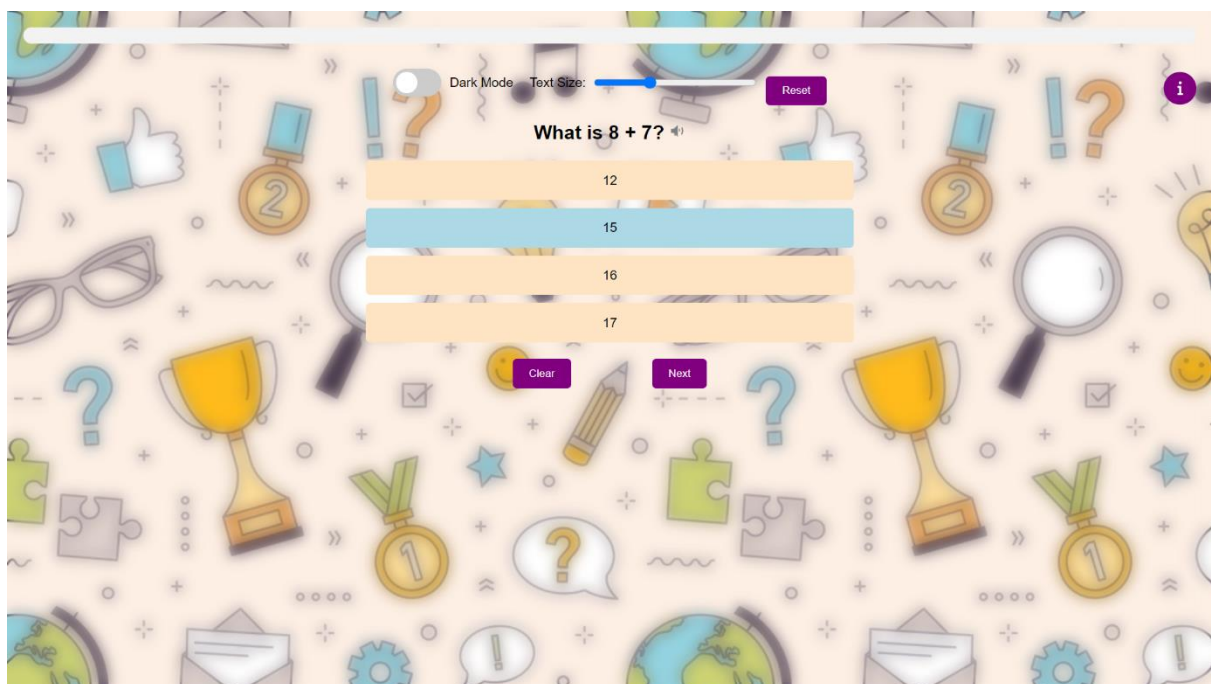 Dark Mode Text Size: Reset
i
What is 8 + 7?
12
15
16
17
Clear Next